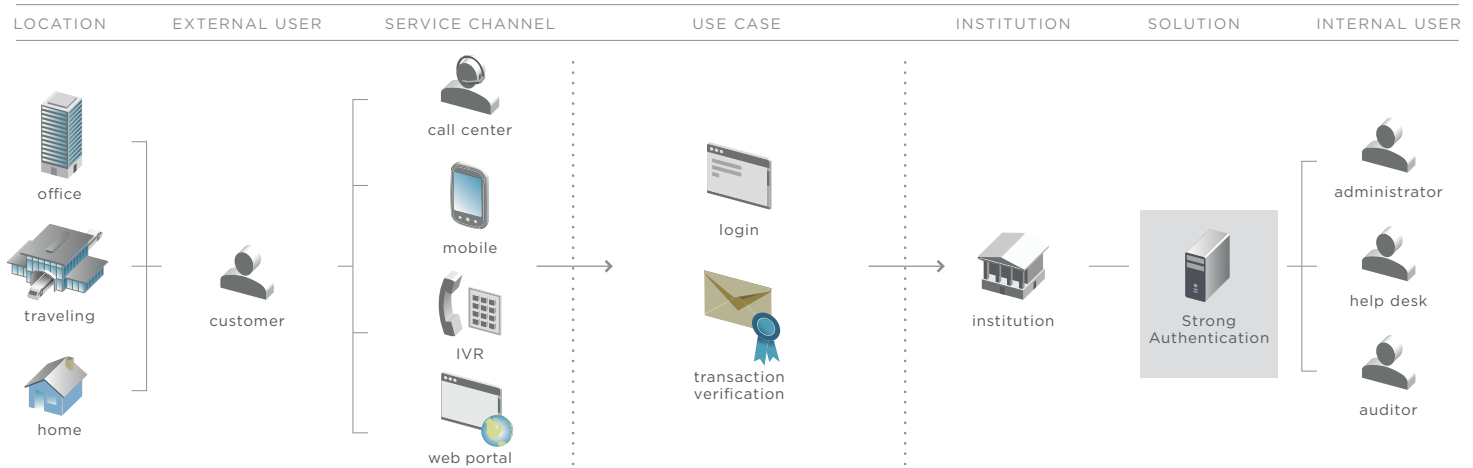 LOCATION
EXTERNAL USER
SERVICE CHANNEL
USE CASE
INSTITUTION
SOLUTION
INTERNAL USER
office
traveling
home
customer
call center
mobile
IVR
web portal
login
transaction
verification
institution
Strong
Authentication
administrator
help desk
auditor